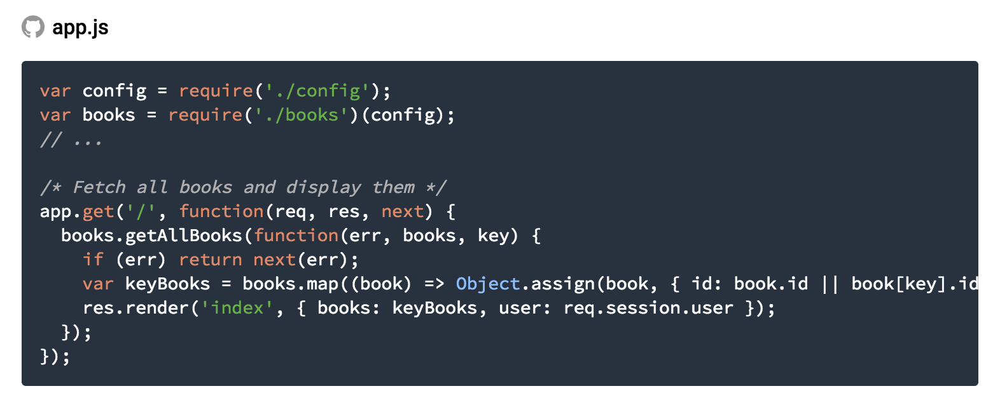 app.js
var config = require('./config');
var books = require('./books')(config);
// ...
/* Fetch all books and display them */
app.get('/', function(req, res, next) {
  books.getAllBooks(function(err, books, key) {
    if (err) return next(err);
    var keyBooks = books.map((book) => Object.assign(book, { id: book.id || book[key].id
    res.render('index', { books: keyBooks, user: req.session.user });
  });
});